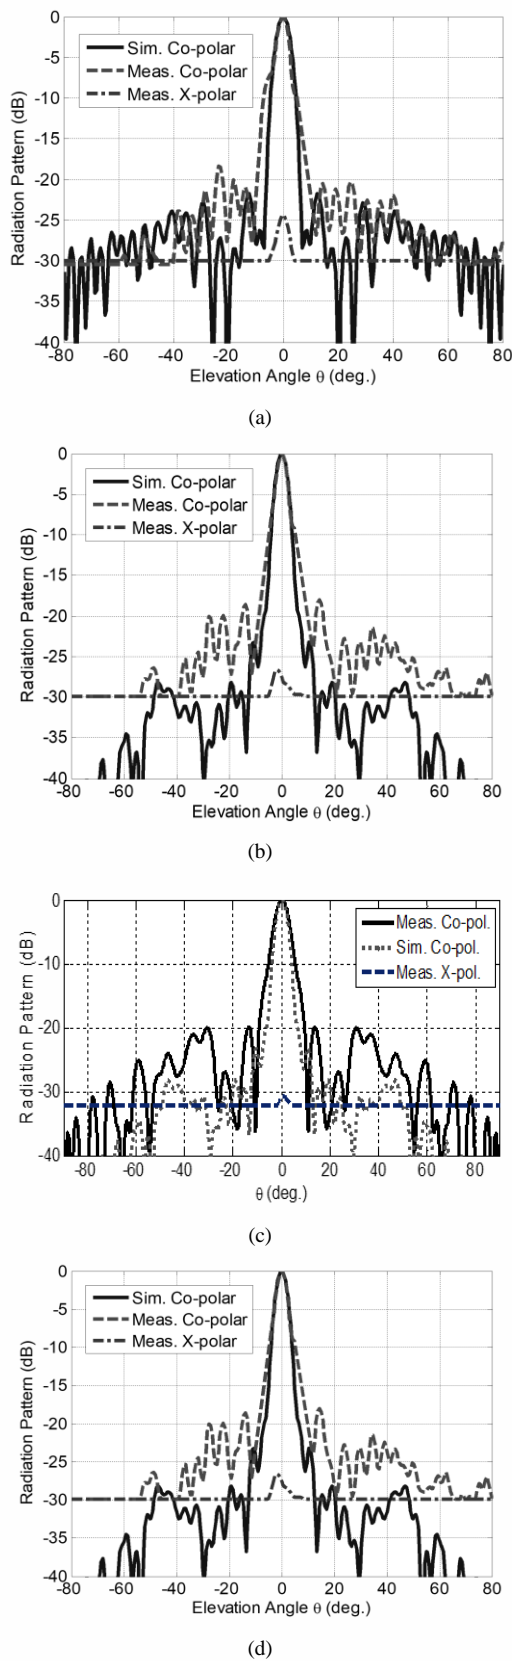 0
-5
-10
-15
-20
-25
-30
-35
-40
Radiation Pattern (dB)
Sim. Co-polar
Meas. Co-polar
Meas. X-polar
-80 -60 -40 -20 0 20 40 60 80
Elevation Angle θ (deg.)
(a)
0
-5
-10
-15
-20
-25
-30
-35
-40
Radiation Pattern (dB)
Sim. Co-polar
Meas. Co-polar
Meas. X-polar
-80 -60 -40 -20 0 20 40 60 80
Elevation Angle θ (deg.)
(b)
0
-10
-20
-30
-40
Radiation Pattern (dB)
Meas. Co-pol.
Sim. Co-pol.
Meas. X-pol.
-80 -60 -40 -20 0 20 40 60 80
θ (deg.)
(c)
0
-5
-10
-15
-20
-25
-30
-35
-40
Radiation Pattern (dB)
Sim. Co-polar
Meas. Co-polar
Meas. X-polar
-80 -60 -40 -20 0 20 40 60 80
Elevation Angle θ (deg.)
(d)